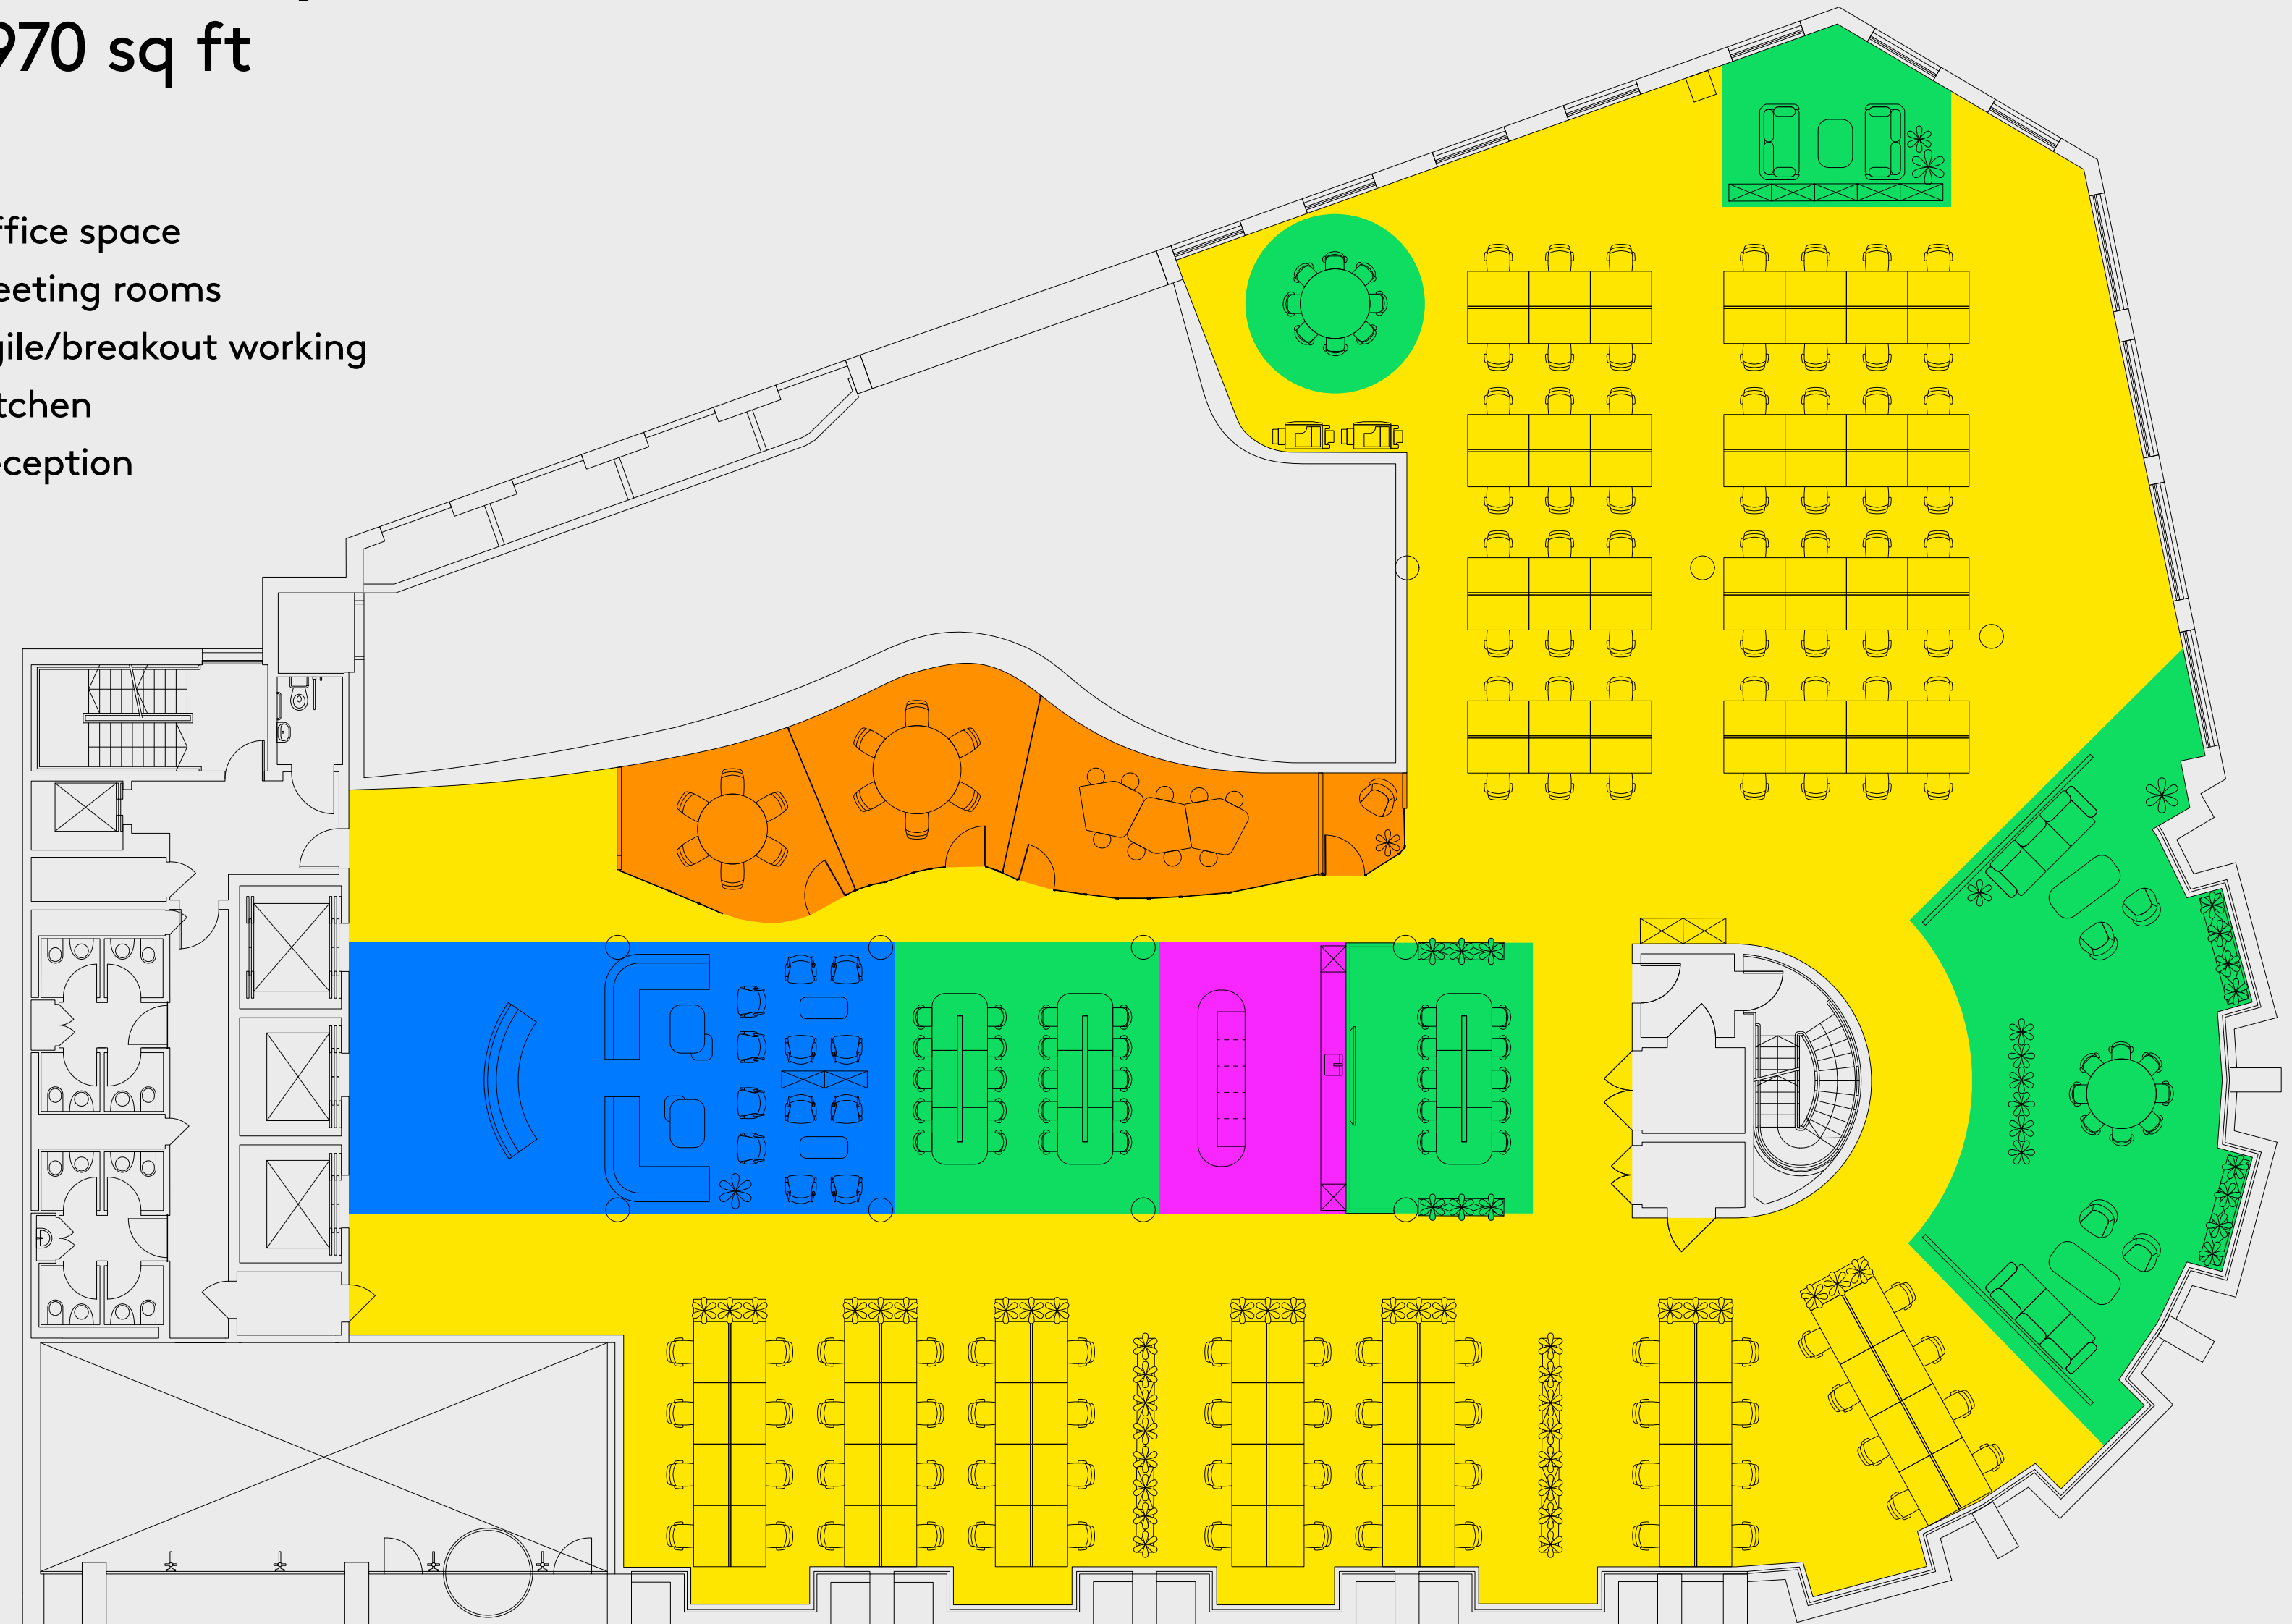 970 sq ft
ffice space
eeting rooms
gile/breakout working
tchen
ception